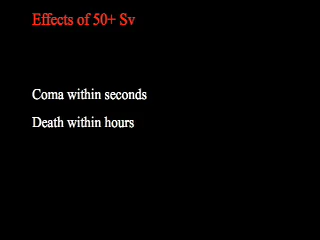 Effects of 50+ Sv
Coma within seconds
Death within hours